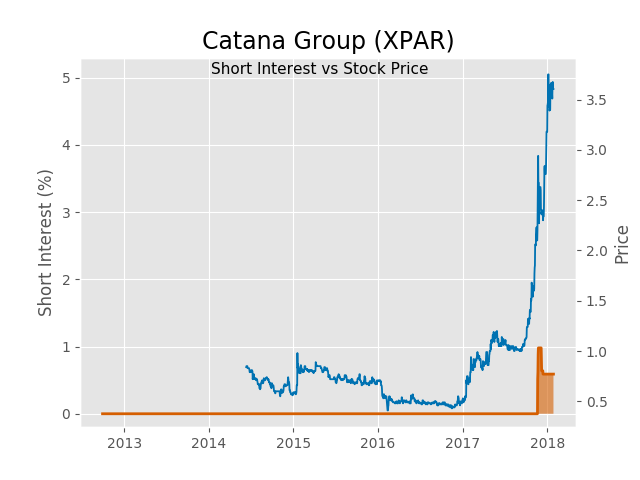 Catana Group (XPAR)
Short Interest vs Stock Price
Short Interest (%)
5
4
3
2
1
0
3.5
3.0
2.5
2.0
1.5
1.0
0.5
Price
2013 2014 2015 2016 2017 2018